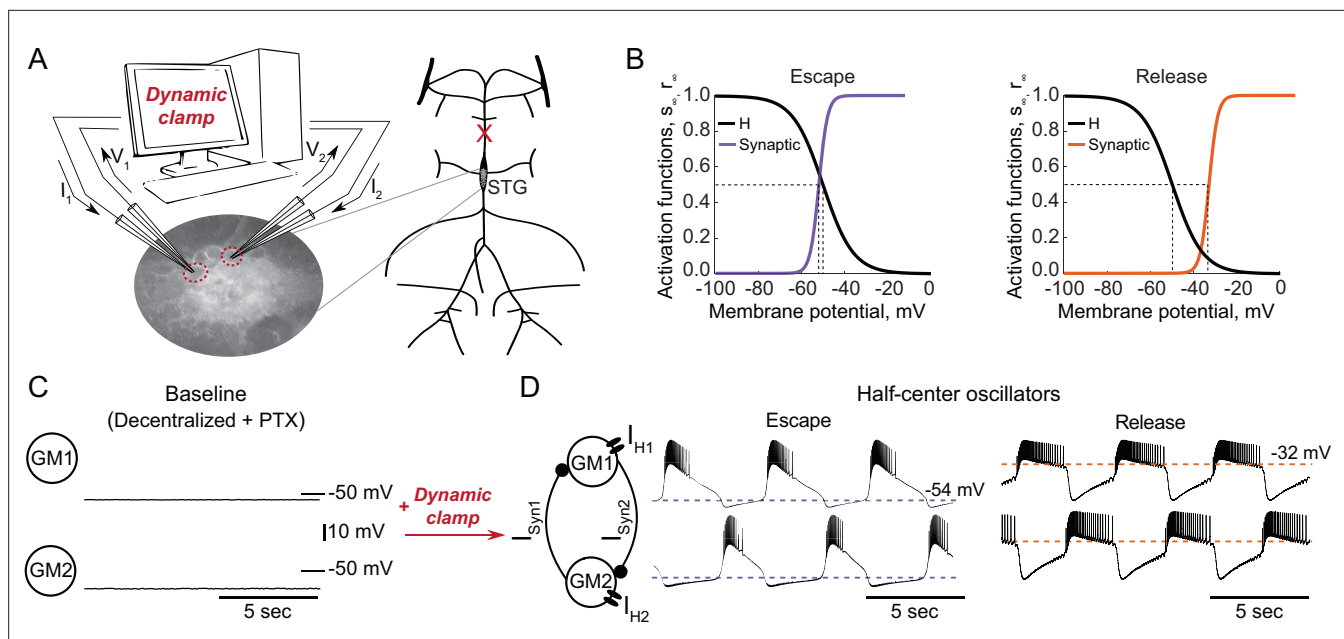 A
Dynamic
clamp
V1
V2
I1
I2
X
STG
B
Escape
Activation functions, s∞, r∞
1.0
0.8
0.6
0.4
0.2
0.0
H
Synaptic
-100 -80 -60 -40 -20 0
Membrane potential, mV
Release
Activation functions, s∞, r∞
1.0
0.8
0.6
0.4
0.2
0.0
H
Synaptic
-100 -80 -60 -40 -20 0
Membrane potential, mV
C
Baseline
(Decentralized + PTX)
GM1
-50 mV
10 mV
GM2
-50 mV
5 sec
+ Dynamic
clamp
D
Half-center oscillators
IH1
GM1
ISyn1
ISyn2
GM2
IH2
Escape
-54 mV
5 sec
Release
-32 mV
5 sec